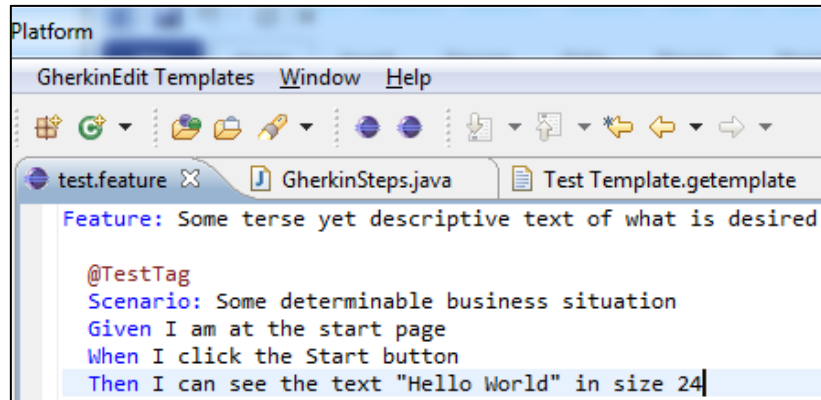 Platform
GherkinEdit Templates Window Help
test.feature GherkinSteps.java Test Template.getemplate
Feature: Some terse yet descriptive text of what is desired
@TestTag
Scenario: Some determinable business situation
Given I am at the start page
When I click the Start button
Then I can see the text "Hello World" in size 24